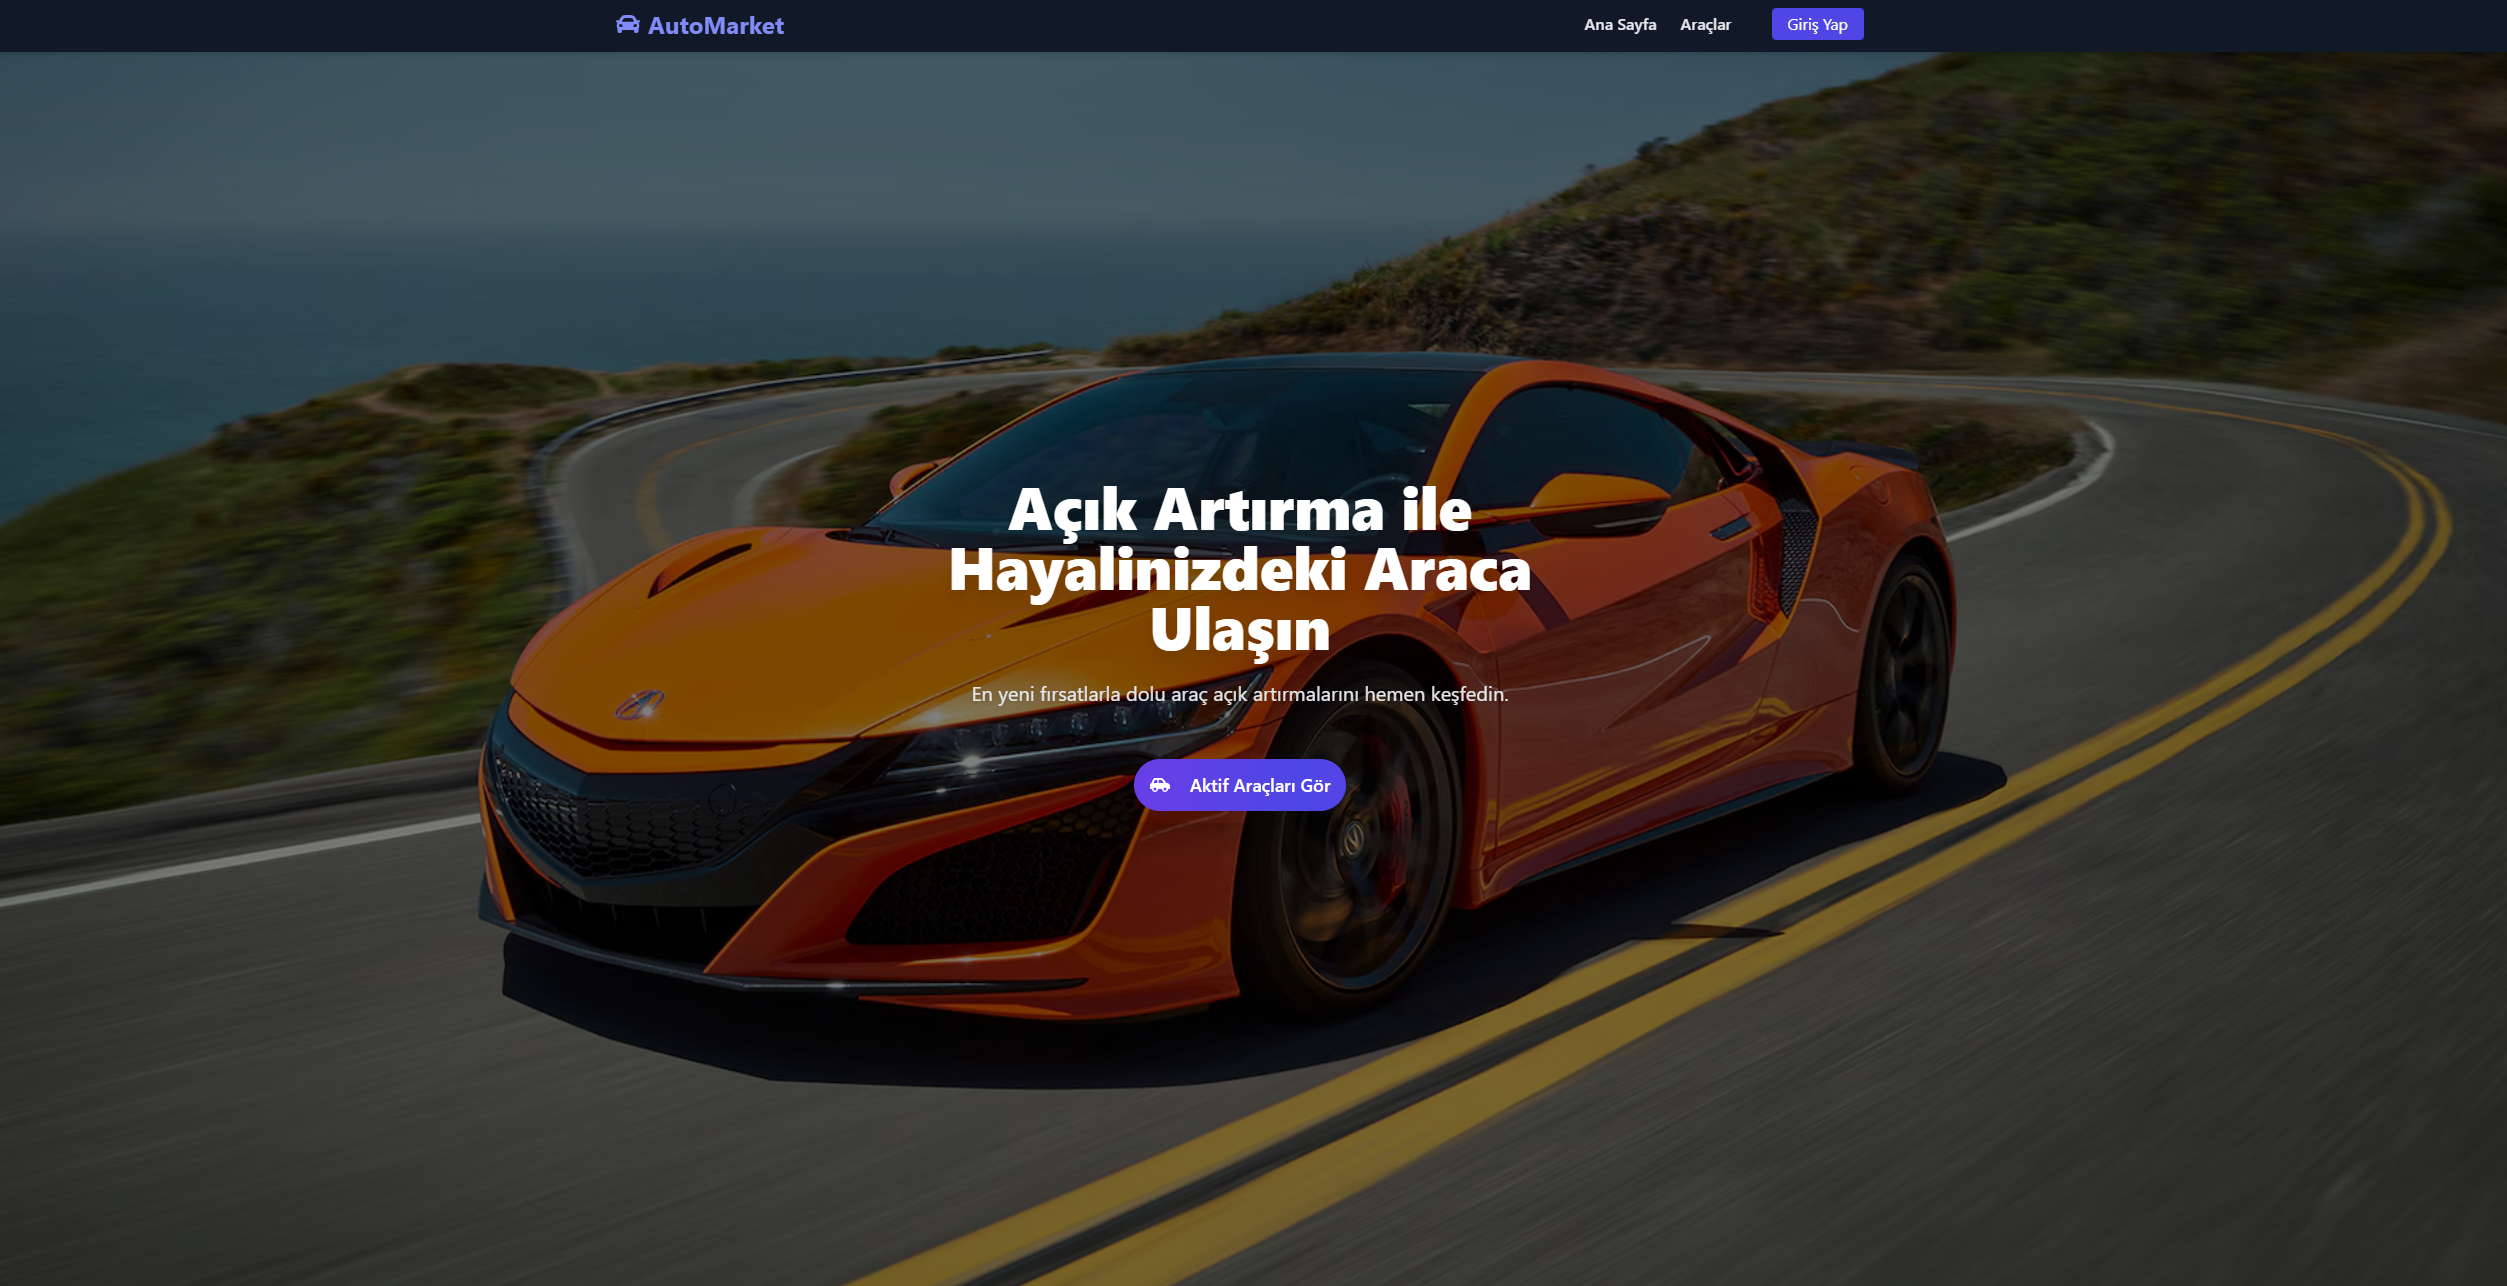 AutoMarket
Ana Sayfa
Araçlar
Giriş Yap
Açık Artırma ile
Hayalinizdeki Araca
Ulaşın
En yeni fırsatlarla dolu araç açık artırmalarını hemen keşfedin.
Aktif Araçları Gör